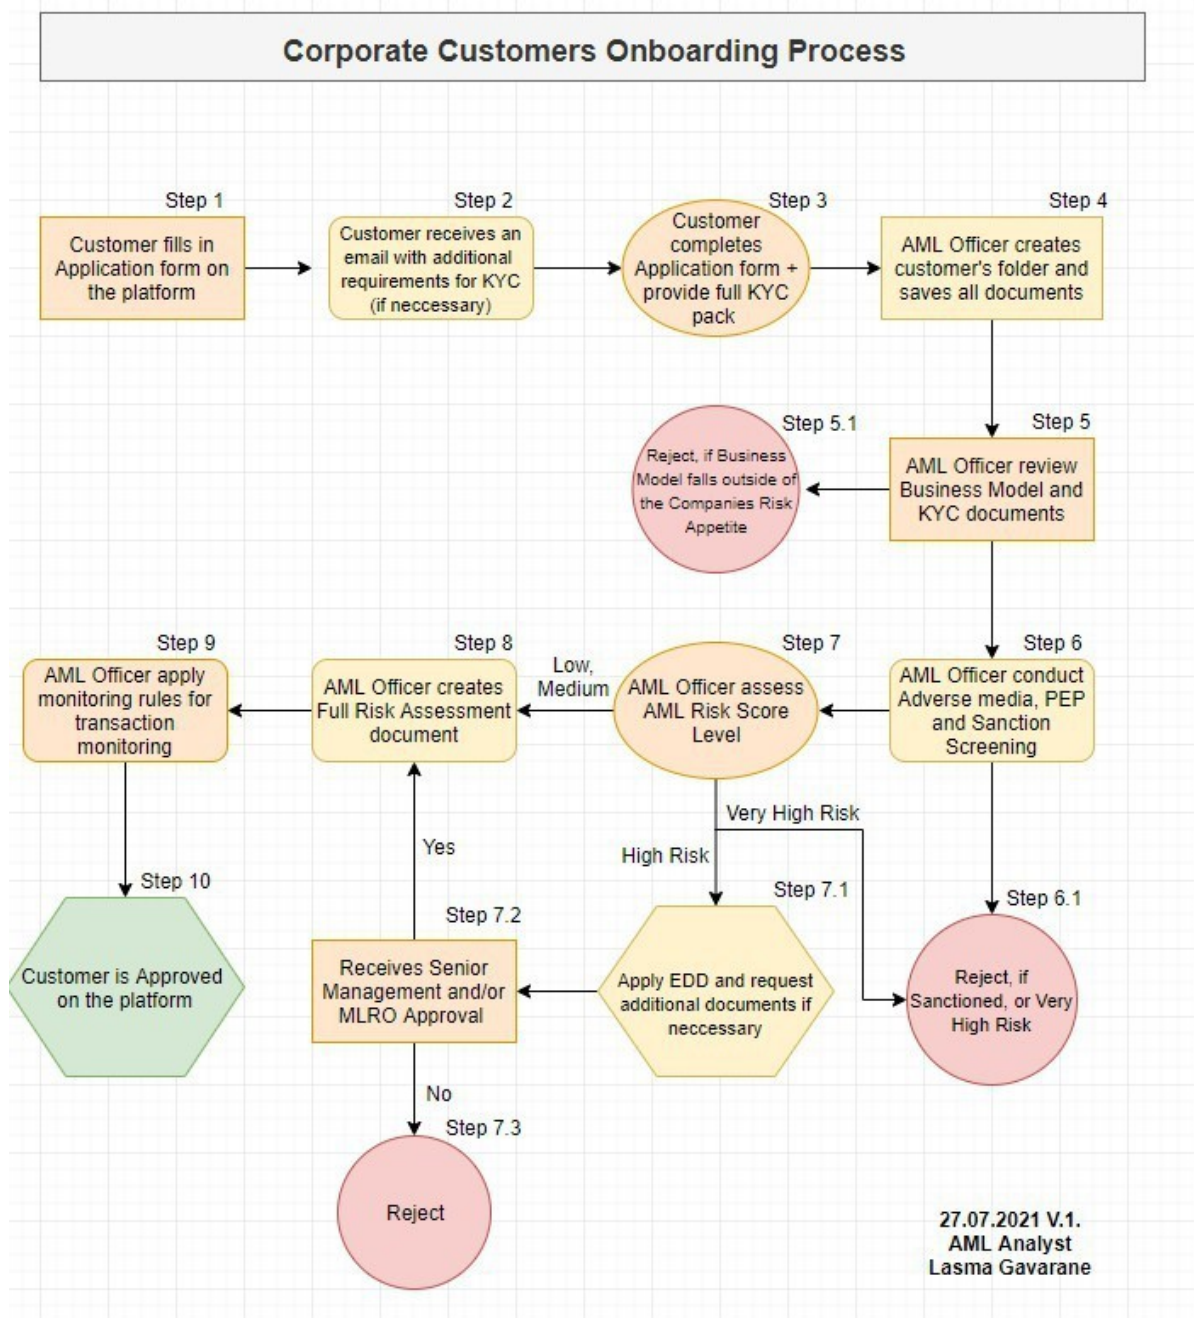 Corporate Customers Onboarding Process
Step 1
Customer fills in
Application form on
the platform
Step 2
Customer receives an
email with additional
requirements for KYC
(if neccessary)
Step 3
Customer
completes
Application form +
provide full KYC
pack
Step 4
AML Officer creates
customer's folder and
saves all documents
Step 5
AML Officer review
Business Model and
KYC documents
Step 5.1
Reject, if Business
Model falls outside of
the Companies Risk
Appetite
Step 6
AML Officer conduct
Adverse media, PEP
and Sanction
Screening
Step 6.1
Reject, if
Sanctioned, or Very
High Risk
Step 7
AML Officer assess
AML Risk Score
Level
Low,
Medium
Very High Risk
High Risk
Step 7.1
Apply EDD and request
additional documents if
neccessary
Step 7.2
Receives Senior
Management and/or
MLRO Approval
Yes
No
Step 7.3
Reject
Step 8
AML Officer creates
Full Risk Assessment
document
Step 9
AML Officer apply
monitoring rules for
transaction
monitoring
Step 10
Customer is Approved
on the platform
27.07.2021 V.1.
AML Analyst
Lasma Gavarane